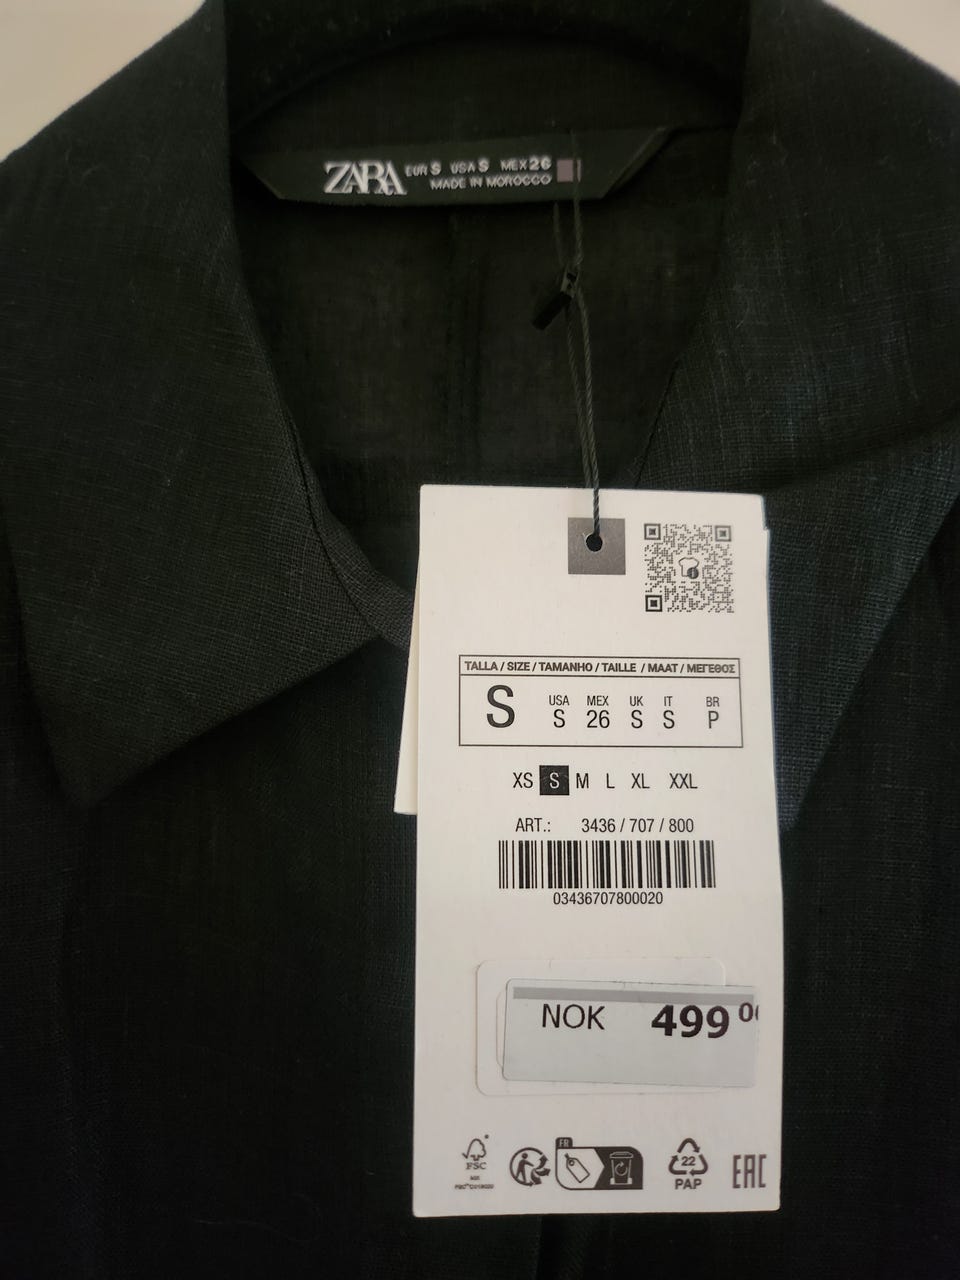 ZARA EUR S USA S MEX 26
MADE IN MOROCCO
TALLA / SIZE / TAMANHO / TAILLE / MAAT / ΜΕΓΕΘΟΣ
S
USA MEX UK IT BR
S 26 S S P
XS S M L XL XXL
ART.: 3436 / 707 / 800
03436707800020
NOK 499
FR
FSC
22
PAP
EAC